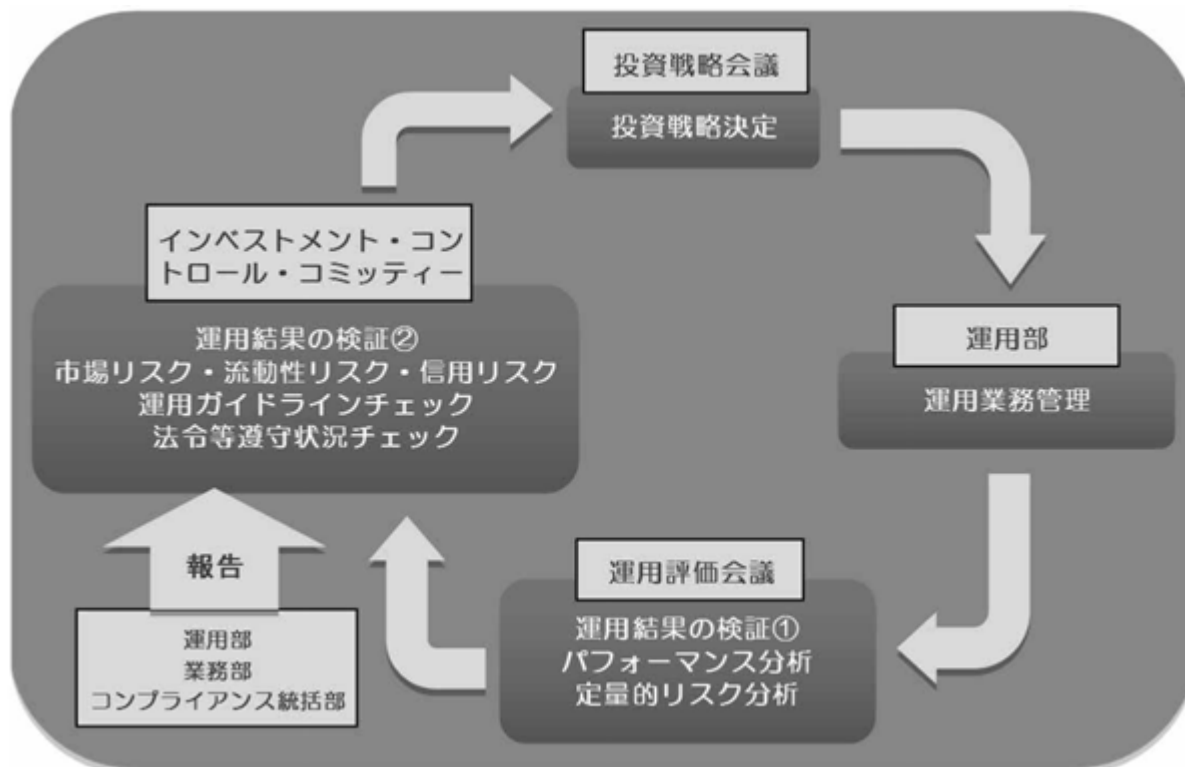 投資戦略会議
投資戦略決定
運用部
運用業務管理
運用評価会議
運用結果の検証①
パフォーマンス分析
定量的リスク分析
インベストメント・コン
トロール・コミッティー
運用結果の検証②
市場リスク・流動性リスク・信用リスク
運用ガイドラインチェック
法令等遵守状況チェック
報告
運用部
業務部
コンプライアンス統括部